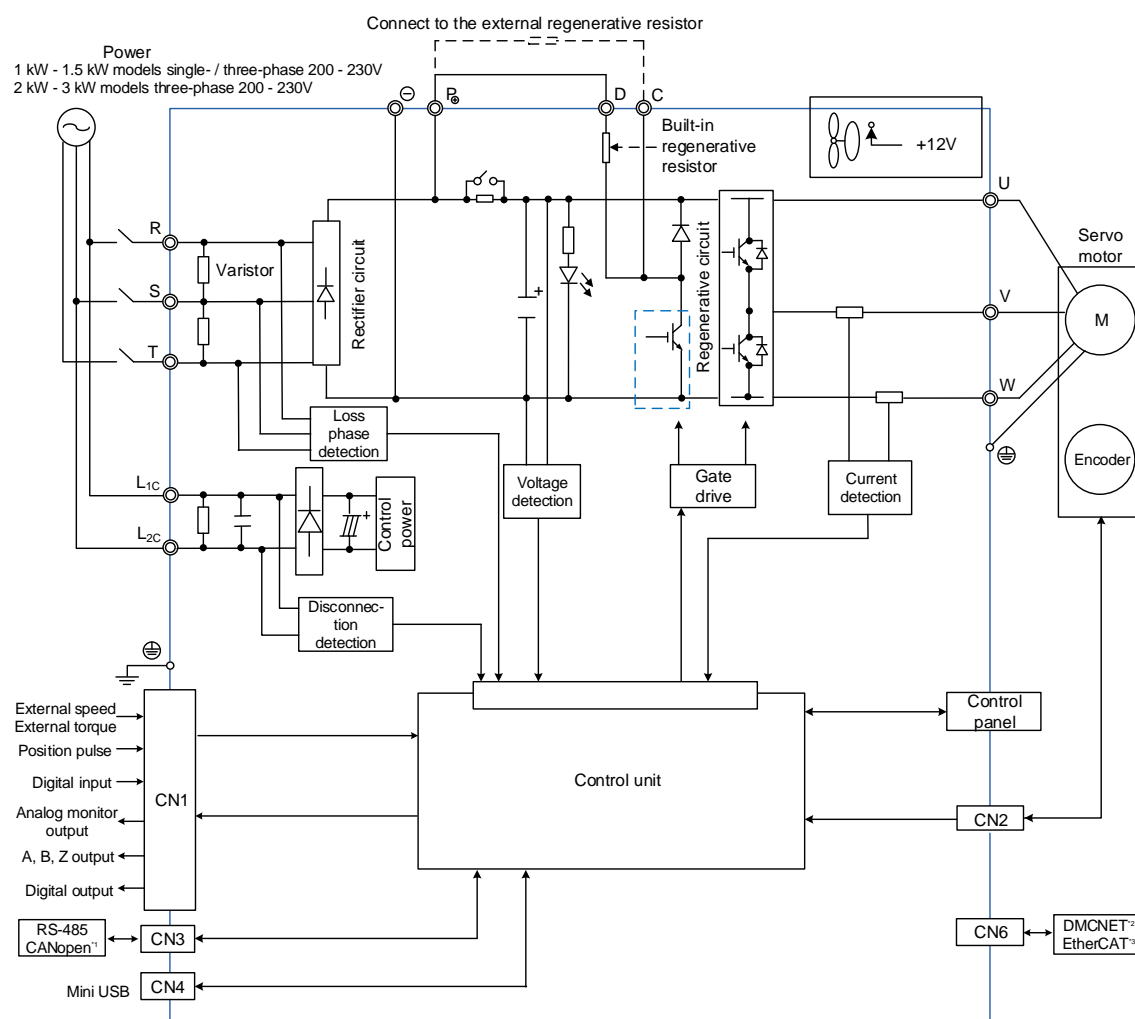 Connect to the external regenerative resistor
Power
1 kW - 1.5 kW models single- / three-phase 200 - 230V
2 kW - 3 kW models three-phase 200 - 230V
P⊕
D
C
Built-in
regenerative
resistor
+12V
U
R
Varistor
Rectifier circuit
Regenerative circuit
Servo
motor
S
V
M
T
W
+
Loss
phase
detection
Voltage
detection
Gate
drive
Current
detection
Encoder
L1C
L2C
+
Control
power
Disconnec-
tion
detection
External speed
External torque
Position pulse
Digital input
Analog monitor
output
A, B, Z output
Digital output
CN1
Control unit
Control
panel
CN2
RS-485
CANopen*1
CN3
CN6
DMCNET*2
EtherCAT*3
Mini USB
CN4